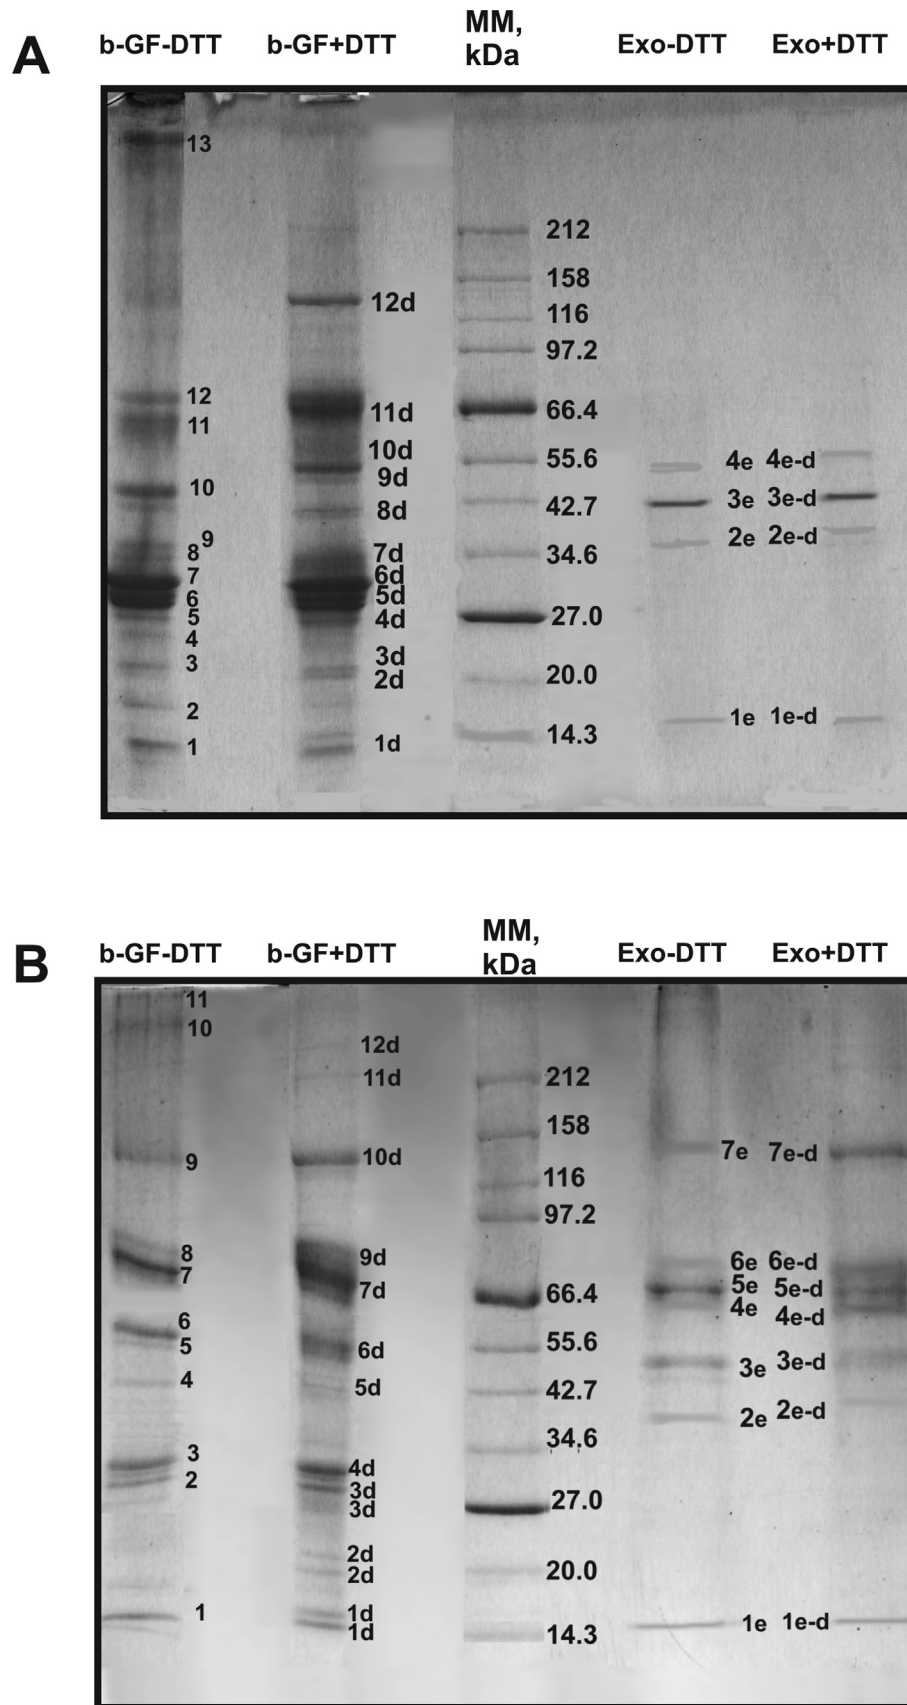 A
b-GF-DTT
b-GF+DTT
MM,
kDa
Exo-DTT
Exo+DTT
13
212
158
12d
116
97.2
12
11d
66.4
11
10d
55.6
4e
4e-d
9d
10
3e
3e-d
8d
42.7
9
2e
2e-d
8
7d
34.6
7
6d
6
5d
5
4d
27.0
4
3d
3
2d
20.0
2
1e
1e-d
1
1d
14.3
B
b-GF-DTT
b-GF+DTT
MM,
kDa
Exo-DTT
Exo+DTT
11
10
12d
11d
212
158
9
10d
7e
7e-d
116
97.2
8
9d
6e
6e-d
7
7d
66.4
5e
5e-d
4e
4e-d
6
5
6d
55.6
3e
3e-d
4
5d
42.7
2e
2e-d
34.6
3
4d
2
3d
27.0
3d
2d
2d
20.0
1
1d
1e
1e-d
1d
14.3